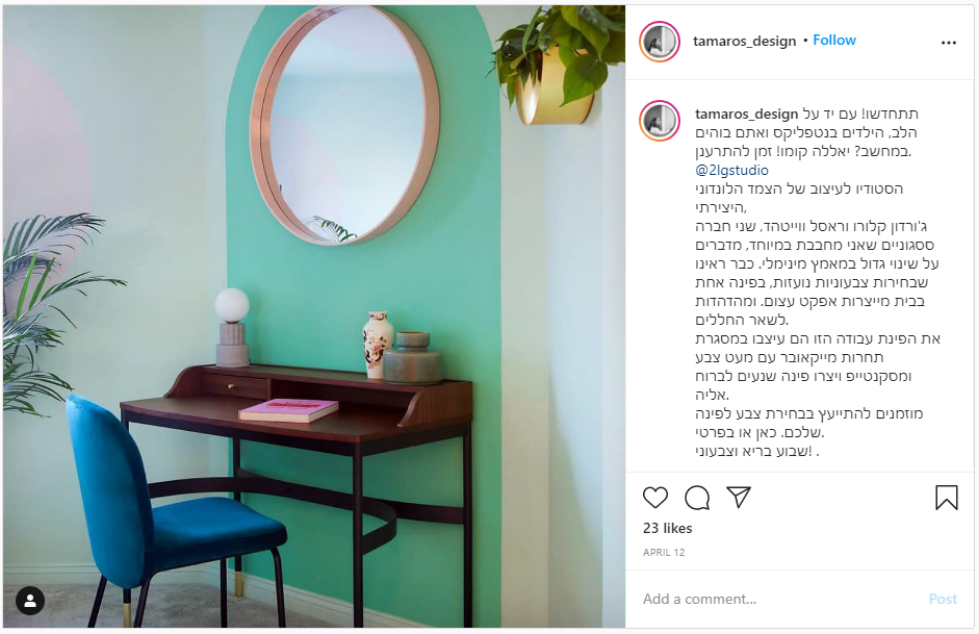 tamaros_design • Follow
tamaros_design תתחדשו! עם יד על
הלב, הילדים בנטפליקס ואתם בוהים
במחשב? יאללה קומו! זמן להתרענן.
@2lgstudio
הסטודיו לעיצוב של הצמד הלונדוני
היצירתי,
ג'ורדון קלורו וראסל ווייטהד, שני חברה
ססגוניים שאני מחבבת במיוחד, מדברים
על שינוי גדול במאמץ מינימלי. כבר ראינו
שבחירות צבעוניות נועזות, בפינה אחת
בבית מייצרות אפקט עצום. ומהדהדות
לשאר החללים.
את הפינת עבודה הזו הם עיצבו במסגרת
תחרות מייקאובר עם מעט צבע
ומסקנטייפ ויצרו פינה שנעים לברוח
אליה.
מוזמנים להתייעץ בבחירת צבע לפינה
שלכם. כאן או בפרטי.
שבוע בריא וצבעוני! .
23 likes
APRIL 12
Add a comment...
Post